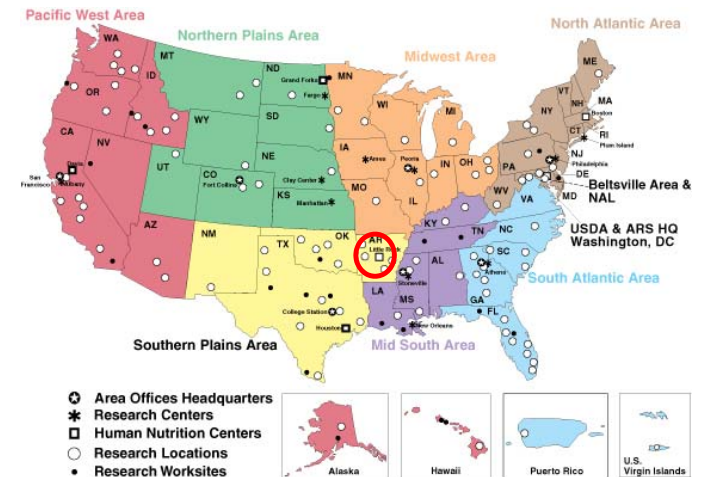 Pacific West Area
North Atlantic Area
Northern Plains Area
Midwest Area
WA
MT
ND
MN
ME
Grand Forks
ID
VT
OR
Fargo
WI
NH
MA
MI
NY
Boston
SD
WY
CT
RI
CA
Plum Island
NV
IA
NJ
NE
Ames
Peoria
PA
Philadelphia
UT
IN
OH
DE
Davis
CO
Clay Center
Beltsville Area &
San
Francisco
Albany
Fort Collins
MO
WV
MD
NAL
KS
IL
VA
Manhattan
KY
USDA & ARS HQ
AZ
NM
OK
AR
TN
NC
Washington, DC
TX
Little Rock
SC
AL
Athens
Stoneville
South Atlantic Area
LA
MS
GA
College Station
FL
Houston
New Orleans
Southern Plains Area
Mid South Area
Area Offices Headquarters
Research Centers
Human Nutrition Centers
Research Locations
Research Worksites
Alaska
Hawaii
Puerto Rico
U.S.
Virgin Islands